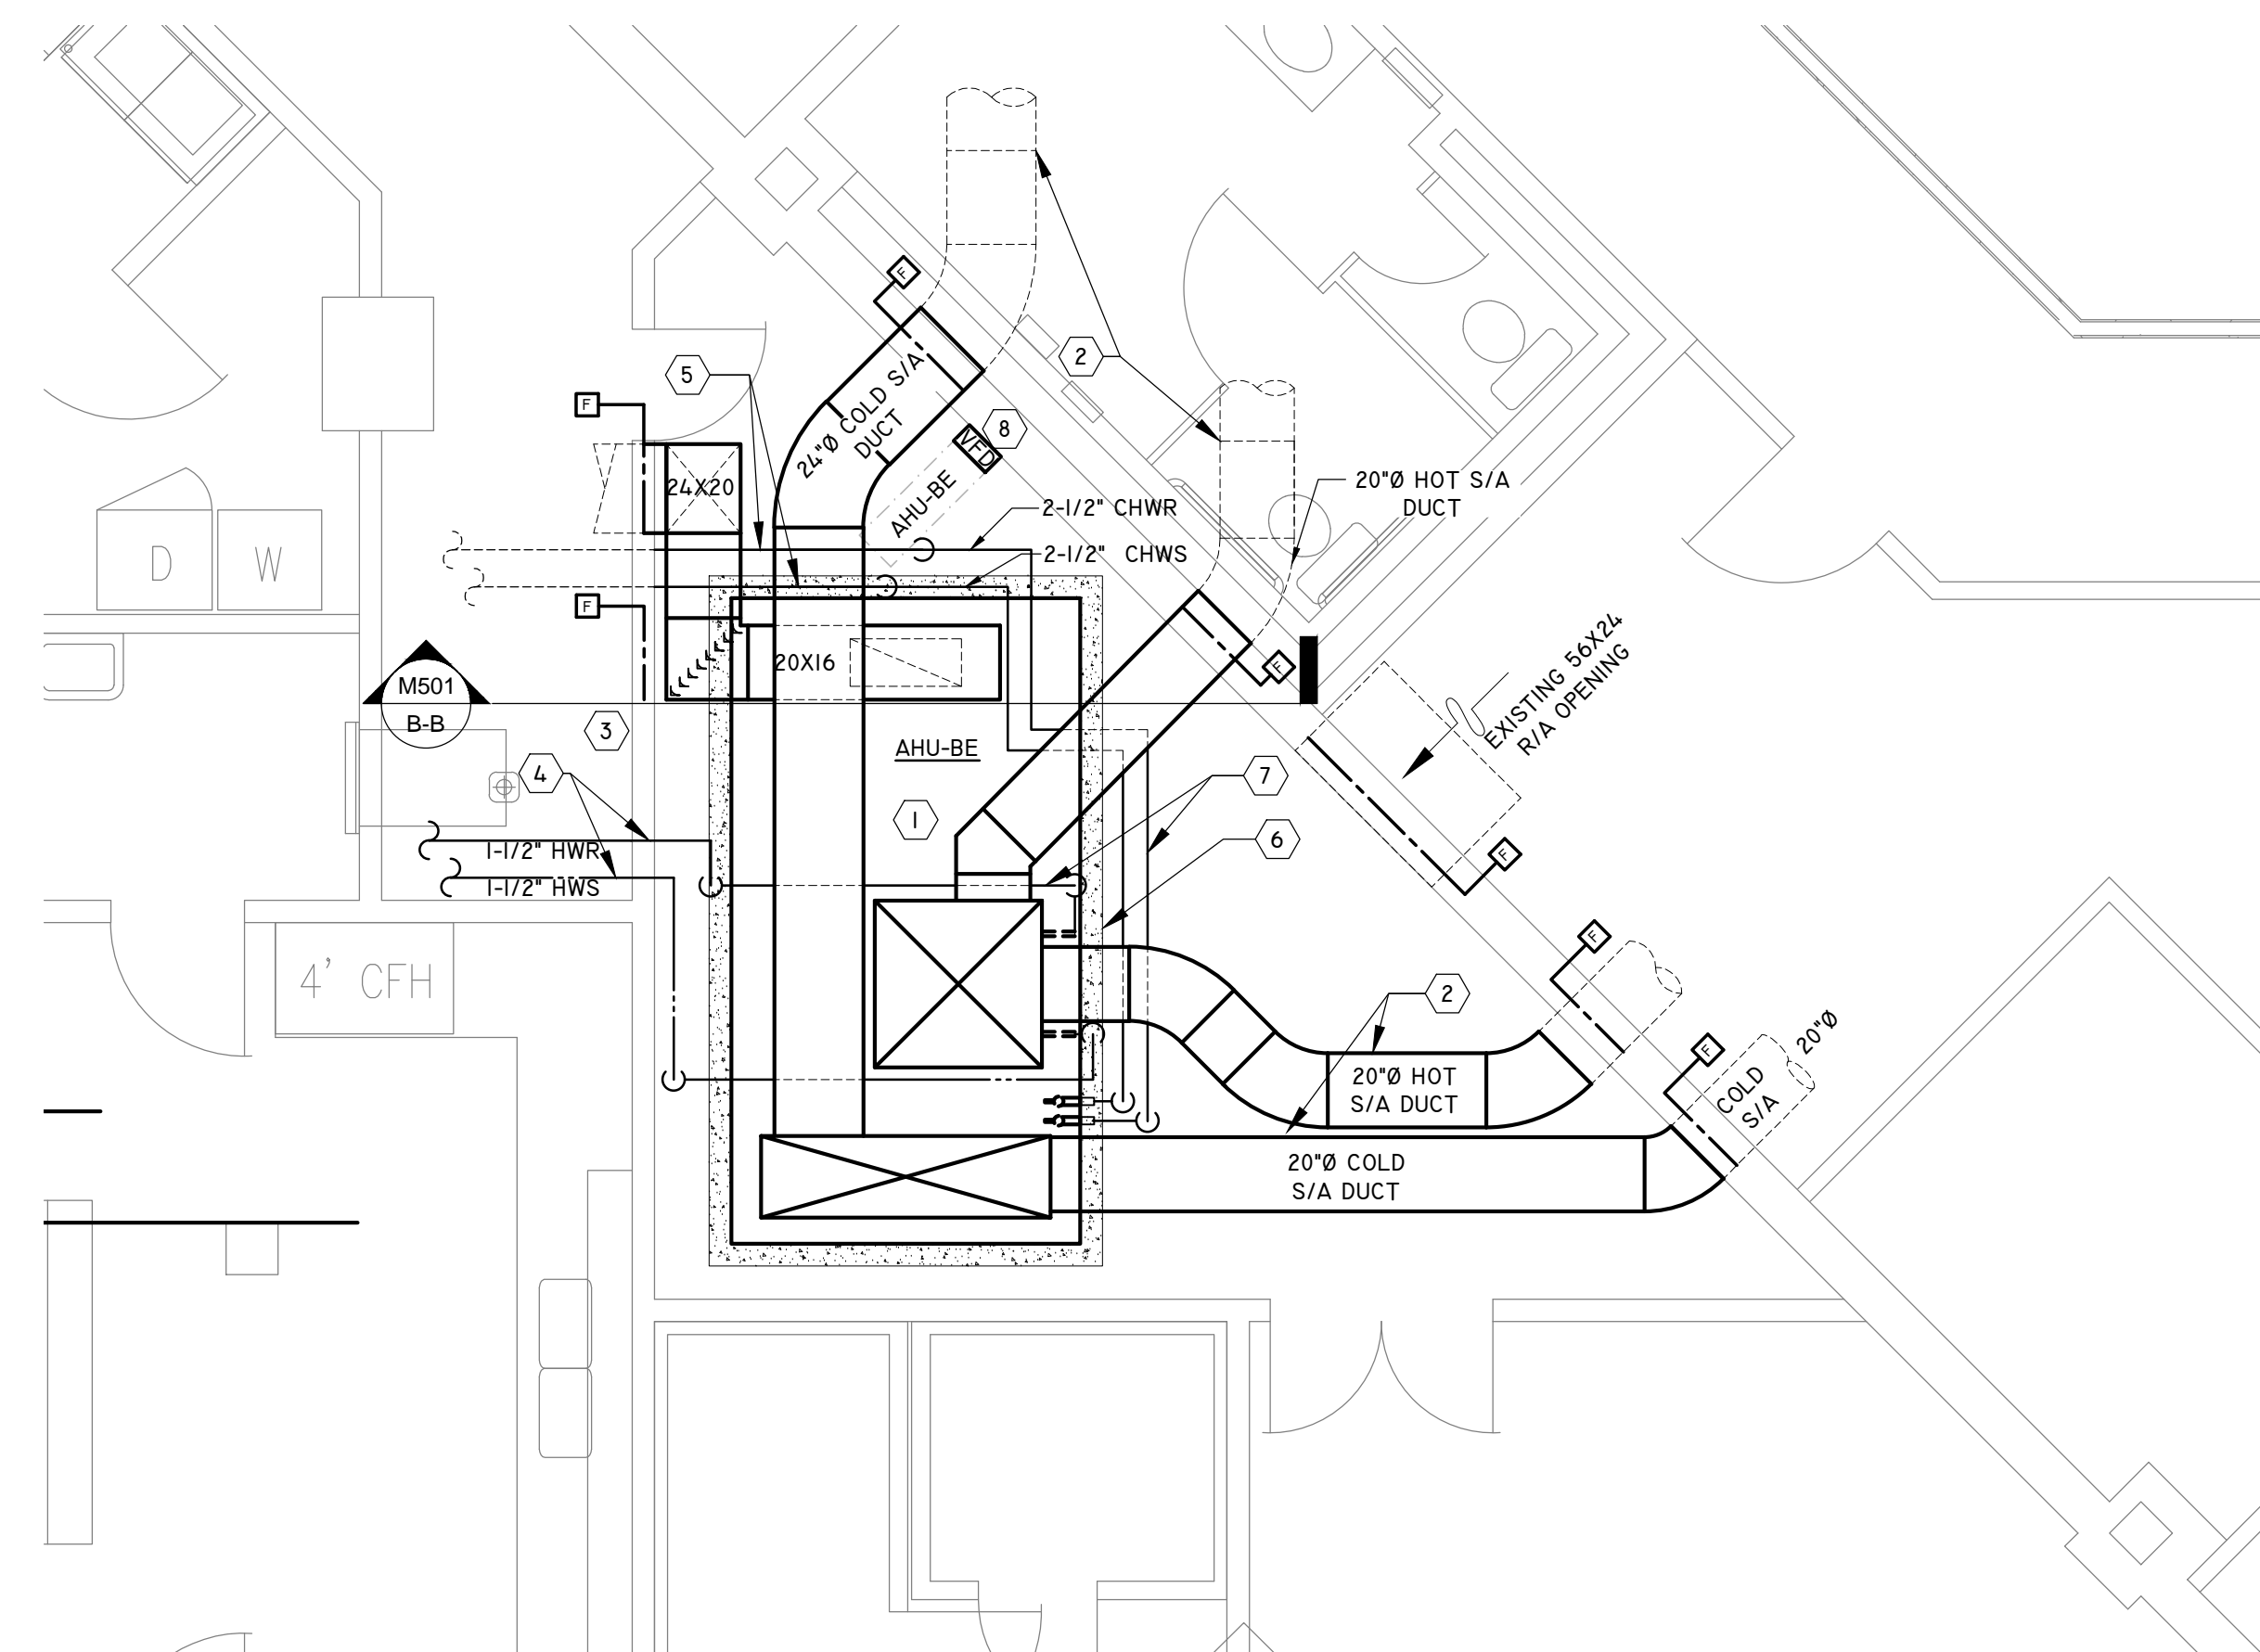 F
2
24"Ø COLD S/A
DUCT
5
F
8
VFD
24X20
AHU-BE
20"Ø HOT S/A
DUCT
2-1/2" CHWR
2-1/2" CHWS
D
W
F
20X16
F
M501
B-B
3
EXISTING 56X24
R/A OPENING
AHU-BE
4
7
1
6
1-1/2" HWR
1-1/2" HWS
F
4' CFH
F
2
F
20"Ø
COLD
S/A
20"Ø HOT
S/A DUCT
20"Ø COLD
S/A DUCT